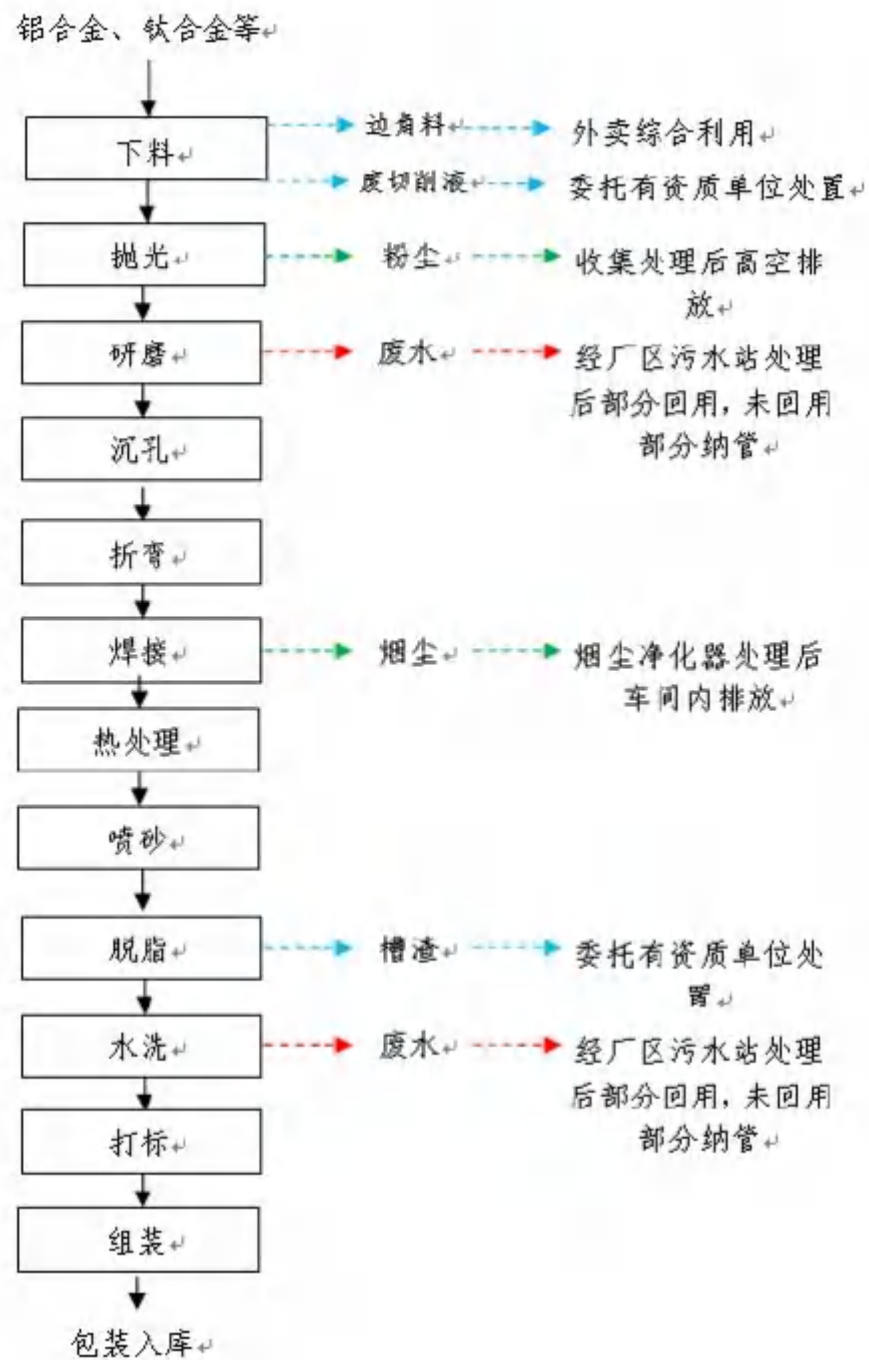 铝合金、钛合金等
下料
边角料
外卖综合利用
废切削液
委托有资质单位处置
抛光
粉尘
收集处理后高空排
放
研磨
废水
经厂区污水站处理
后部分回用，未回用
部分纳管
沉孔
折弯
焊接
烟尘
烟尘净化器处理后
车间内排放
热处理
喷砂
脱脂
槽渣
委托有资质单位处
置
水洗
废水
经厂区污水站处理
后部分回用，未回用
部分纳管
打标
组装
包装入库